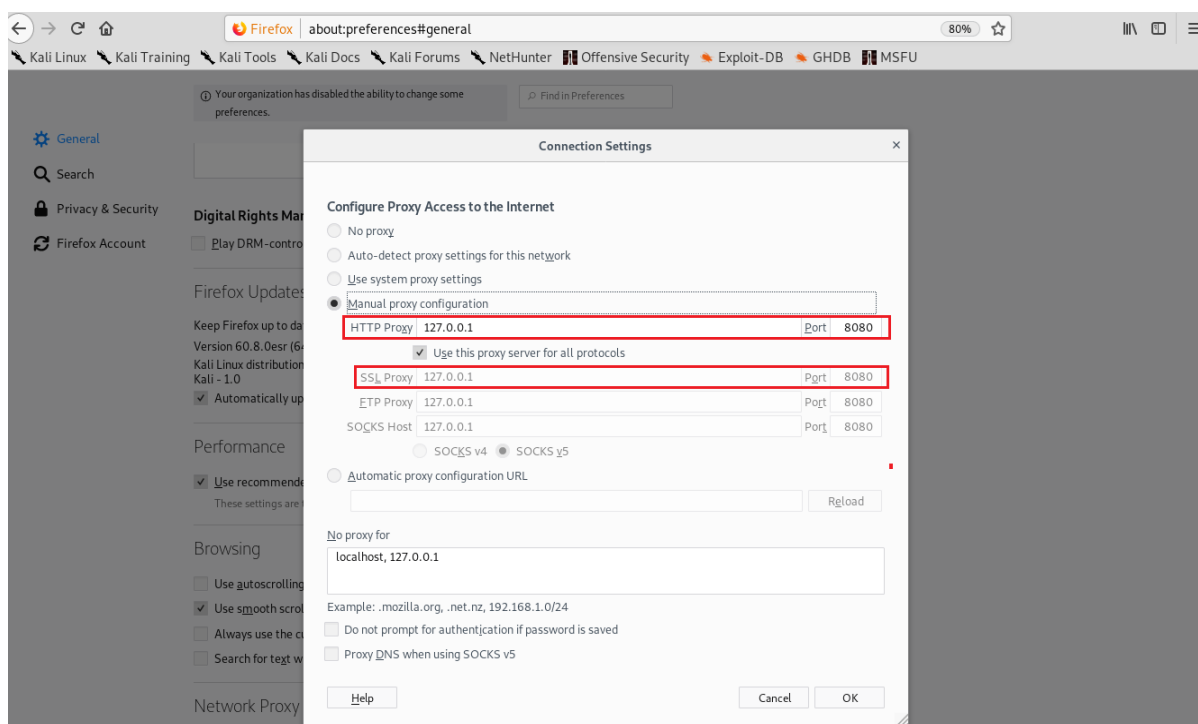 Firefox about:preferences#general 80%
Kali Linux Kali Training Kali Tools Kali Docs Kali Forums NetHunter Offensive Security Exploit-DB GHDB MSFU
Your organization has disabled the ability to change some
preferences.
Find in Preferences
General
Search
Privacy & Security
Firefox Account
Digital Rights Mar
Play DRM-contro
Firefox Updates
Keep Firefox up to da
Version 60.8.0esr (64
Kali Linux distribution
Kali - 1.0
Automatically up
Performance
Use recommende
These settings are
Browsing
Use autoscrolling
Use smooth scrol
Always use the cu
Search for text w
Network Proxy
Connection Settings ×
Configure Proxy Access to the Internet
No proxy
Auto-detect proxy settings for this network
Use system proxy settings
Manual proxy configuration
HTTP Proxy 127.0.0.1 Port 8080
Use this proxy server for all protocols
SSL Proxy 127.0.0.1 Port 8080
FTP Proxy 127.0.0.1 Port 8080
SOCKS Host 127.0.0.1 Port 8080
SOCKS v4 SOCKS v5
Automatic proxy configuration URL
Reload
No proxy for
localhost, 127.0.0.1
Example: .mozilla.org, .net.nz, 192.168.1.0/24
Do not prompt for authentication if password is saved
Proxy DNS when using SOCKS v5
Help Cancel OK